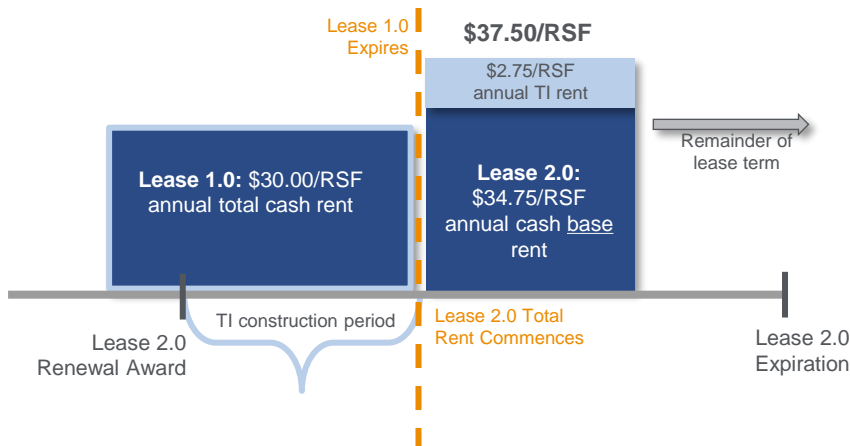 Lease 1.0
Expires
$37.50/RSF
$2.75/RSF
annual TI rent
Remainder of
lease term
Lease 1.0: $30.00/RSF
annual total cash rent
Lease 2.0:
$34.75/RSF
annual cash base
rent
TI construction period
Lease 2.0 Total
Rent Commences
Lease 2.0
Renewal Award
Lease 2.0
Expiration